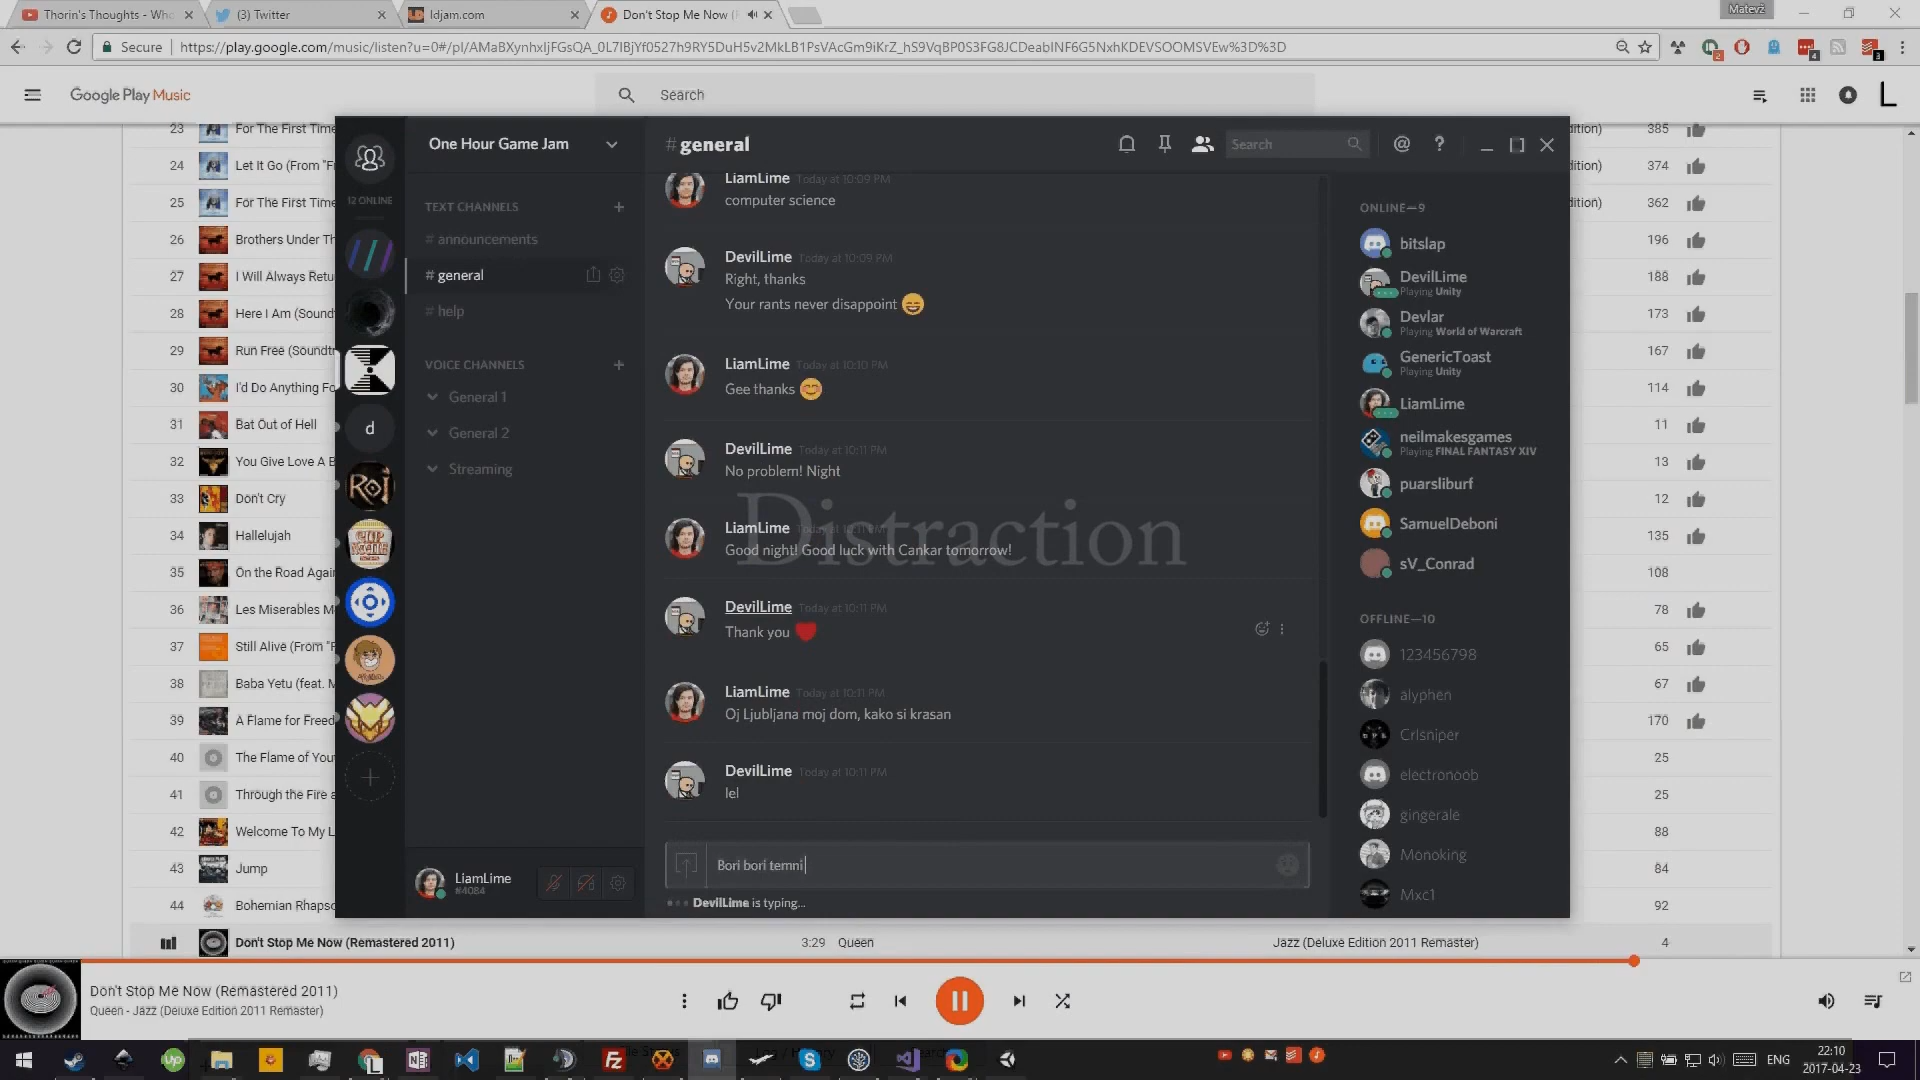 Thorin's Thoughts - Who
(3) Twitter
ldjam.com
Don't Stop Me Now (
Matevž
Secure
Google Play Music
Search
L
23 For The First Time
385
24 Let It Go (From "F
374
25 For The First Time
362
26 Brothers Under Th
196
27 I Will Always Retu
188
28 Here I Am (Sound
173
29 Run Free (Soundtr
167
30 I'd Do Anything Fo
114
31 Bat Out of Hell
11
32 You Give Love A B
13
33 Don't Cry
12
34 Hallelujah
135
35 On the Road Again
108
36 Les Miserables M
78
37 Still Alive (From "F
65
38 Baba Yetu (feat. M
67
39 A Flame for Freed
170
40 The Flame of You
25
41 Through the Fire a
25
42 Welcome To My L
88
43 Jump
84
44 Bohemian Rhapso
92
Don't Stop Me Now (Remastered 2011) 3:29 Queen Jazz (Deluxe Edition 2011 Remaster) 4
12 ONLINE
d
One Hour Game Jam
TEXT CHANNELS
# announcements
# general
# help
VOICE CHANNELS
General 1
General 2
Streaming
LiamLime
#4084
# general
Search
LiamLime Today at 10:09 PM
computer science
DevilLime Today at 10:09 PM
Right, thanks
Your rants never disappoint
LiamLime Today at 10:10 PM
Gee thanks
DevilLime Today at 10:11 PM
No problem! Night
LiamLime Today at 10:11 PM
Good night! Good luck with Cankar tomorrow!
Distraction
DevilLime Today at 10:11 PM
Thank you
LiamLime Today at 10:11 PM
Oj Ljubljana moj dom, kako si krasan
DevilLime Today at 10:11 PM
lel
Bori bori temni
DevilLime is typing...
ONLINE—9
bitslap
DevilLime
Playing Unity
Devlar
Playing World of Warcraft
GenericToast
Playing Unity
LiamLime
neilmakesgames
Playing FINAL FANTASY XIV
puarsliburf
SamuelDeboni
sV_Conrad
OFFLINE—10
123456798
alyphen
Crlsniper
electronoob
gingerale
Monoking
Mxc1
Don't Stop Me Now (Remastered 2011)
Queen - Jazz (Deluxe Edition 2011 Remaster)
ENG
22:10
2017-04-23